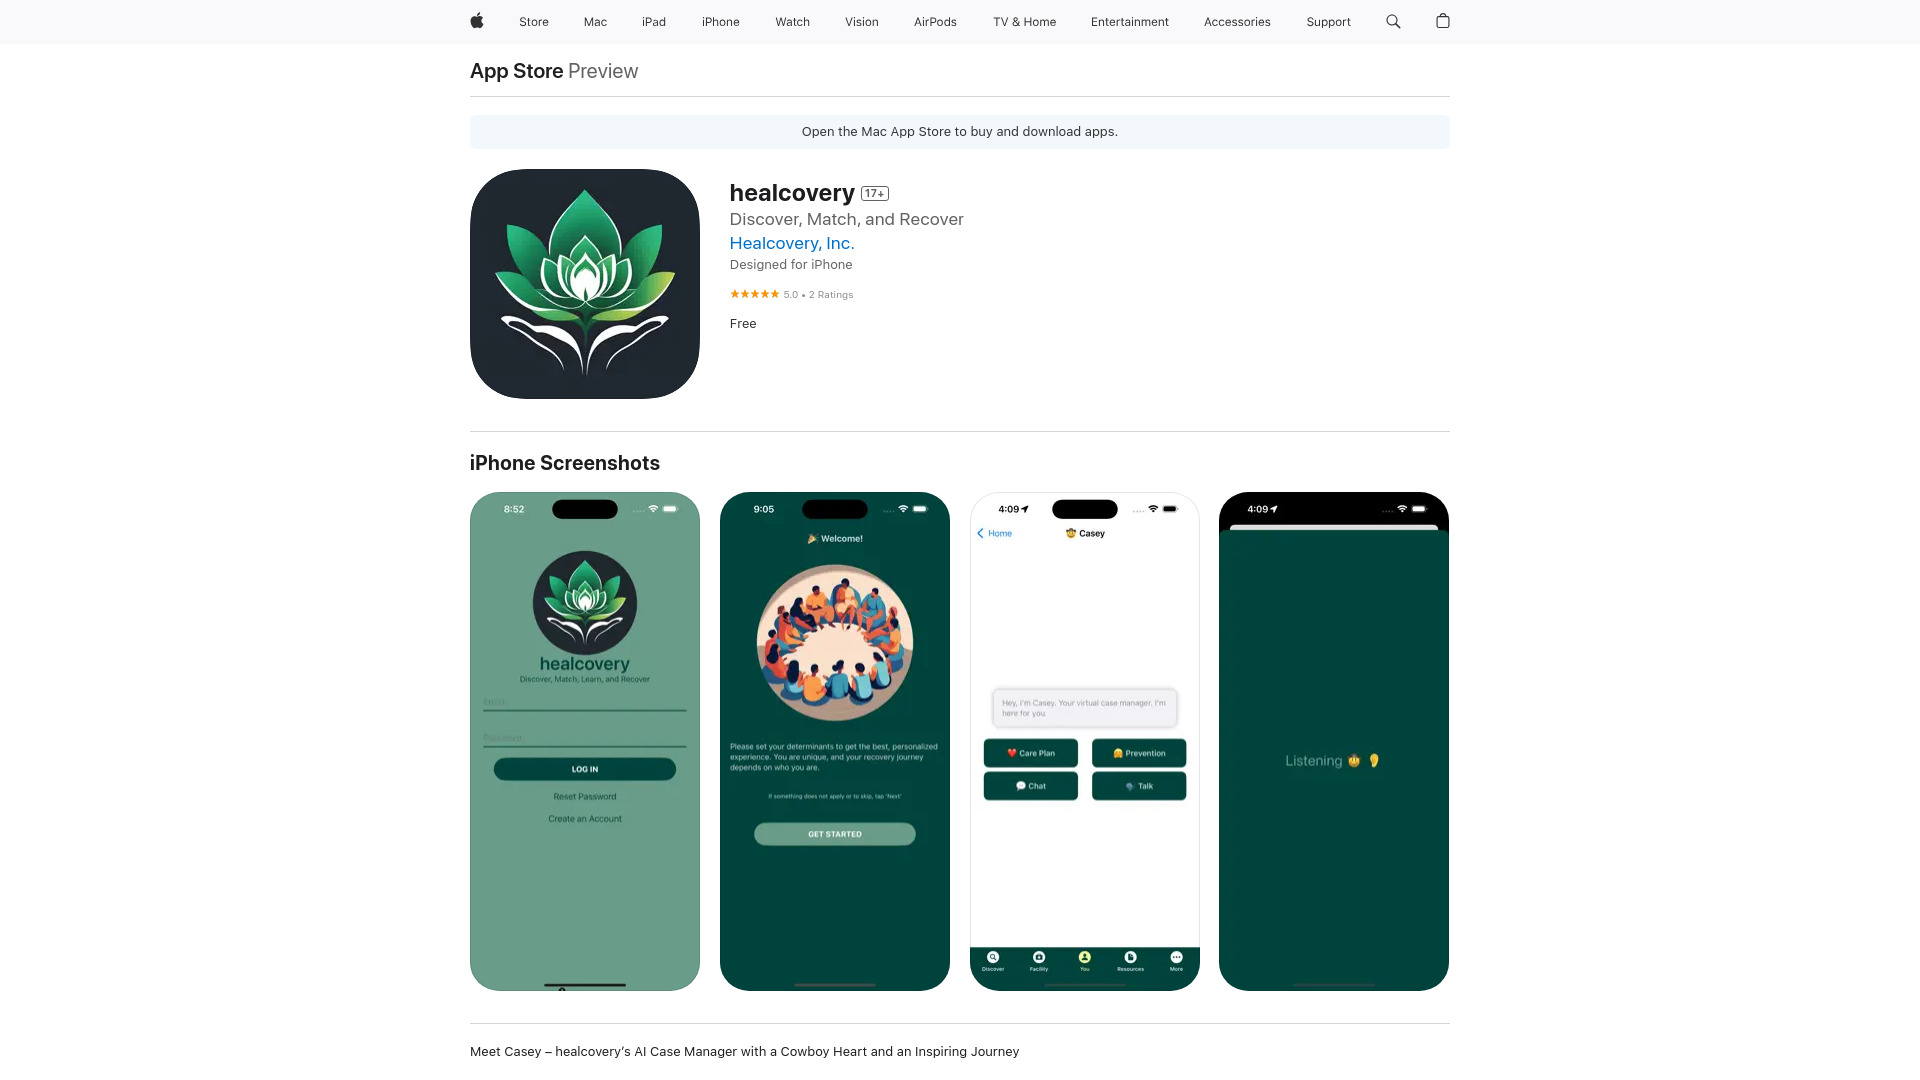 Store Mac iPad iPhone Watch Vision AirPods TV & Home Entertainment Accessories Support
App Store Preview
Open the Mac App Store to buy and download apps.
healcovery 17+
Discover, Match, and Recover
Healcovery, Inc.
Designed for iPhone
5.0 • 2 Ratings
Free
iPhone Screenshots
8:52
healcovery
Discover, Match, Learn, and Recover
Email
Password
LOG IN
Reset Password
Create an Account
9:05
Welcome!
Please set your determinants to get the best, personalized
experience. You are unique, and your recovery journey
depends on who you are.
If something does not apply or to skip, tap 'Next'
GET STARTED
4:09
Home
Casey
Hey, I'm Casey. Your virtual case manager. I'm
here for you.
Care Plan
Prevention
Chat
Talk
Discover Facility You Resources More
4:09
Listening
Meet Casey – healcovery's AI Case Manager with a Cowboy Heart and an Inspiring Journey